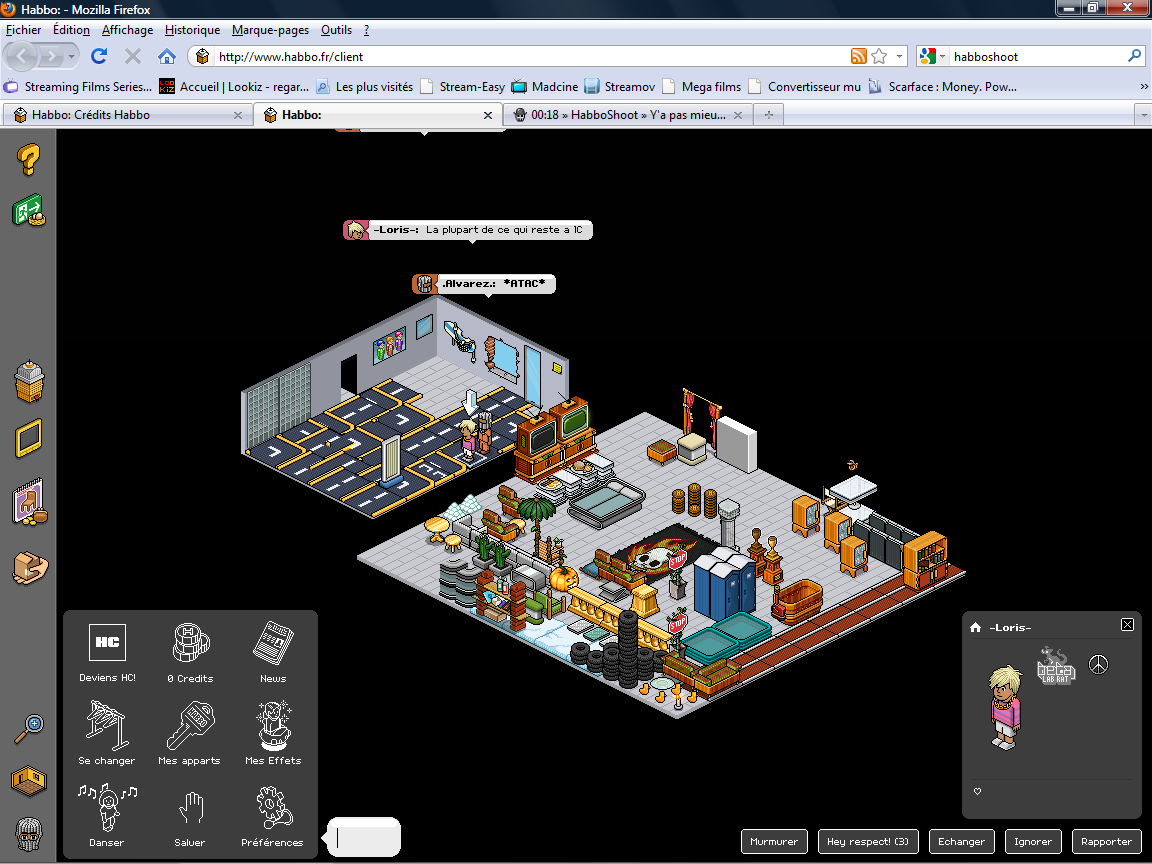 Habbo: - Mozilla Firefox
Fichier Édition Affichage Historique Marque-pages Outils ?
http://www.habbo.fr/client
habboshoot
Streaming Films Series... Accueil | Lookiz - regar... Les plus visités Stream-Easy Madcine Streamov Mega films Convertisseur mu Scarface : Money. Pow... »
Habbo: Crédits Habbo
Habbo:
00:18 » HabboShoot » Y'a pas mieu...
-Loris-: La plupart de ce qui reste a 1C
.Alvarez.: *ATAC*
STOP
STOP
HC
Deviens HC!
0 Credits
News
Se changer
Mes apparts
Mes Effets
Danser
Saluer
Préférences
-Loris-
beta
LAB RAT
Murmurer
Hey respect! (3)
Echanger
Ignorer
Rapporter